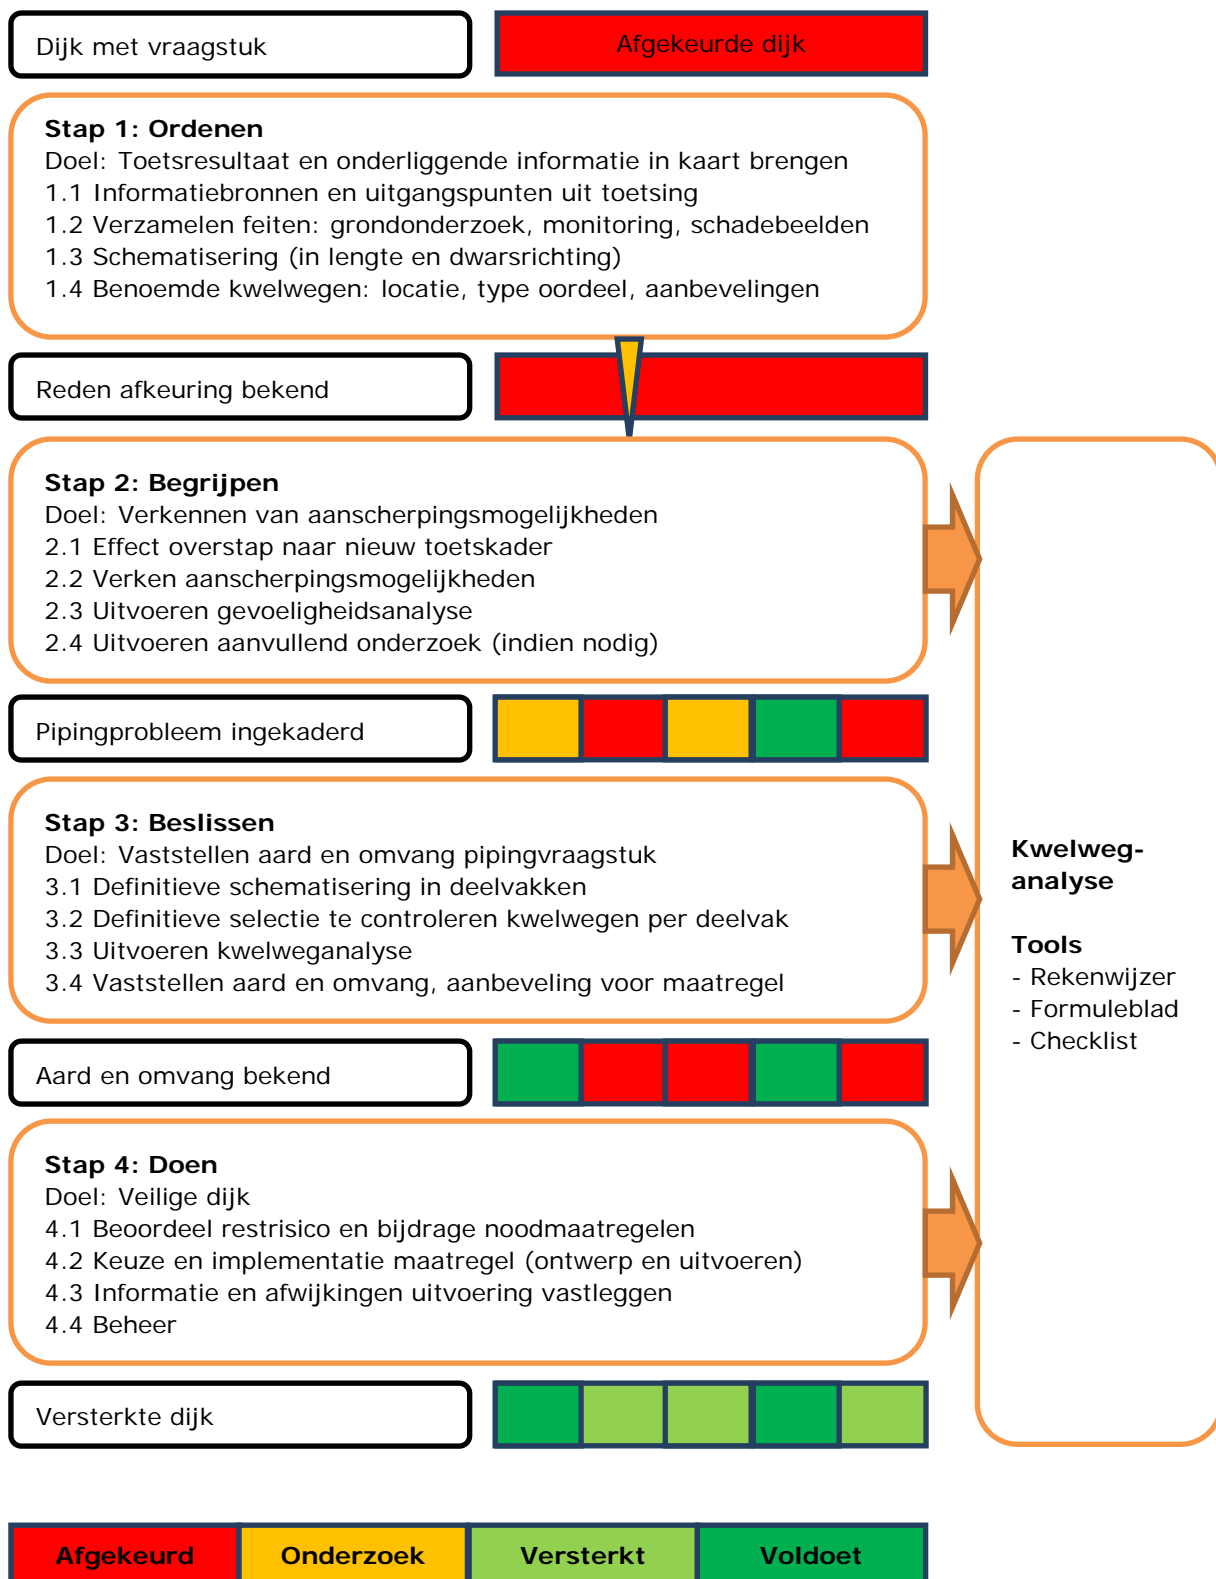 Dijk met vraagstuk
Afgekeurde dijk
Stap 1: Ordenen
Doel: Toetsresultaat en onderliggende informatie in kaart brengen
1.1 Informatiebronnen en uitgangspunten uit toetsing
1.2 Verzamelen feiten: grondonderzoek, monitoring, schadebeelden
1.3 Schematisering (in lengte en dwarsrichting)
1.4 Benoemde kwelwegen: locatie, type oordeel, aanbevelingen
Reden afkeuring bekend
Stap 2: Begrijpen
Doel: Verkennen van aanscherpingsmogelijkheden
2.1 Effect overstap naar nieuw toetskader
2.2 Verken aanscherpingsmogelijkheden
2.3 Uitvoeren gevoeligheidsanalyse
2.4 Uitvoeren aanvullend onderzoek (indien nodig)
Pipingprobleem ingekaderd
Stap 3: Beslissen
Doel: Vaststellen aard en omvang pipingvraagstuk
3.1 Definitieve schematisering in deelvakken
3.2 Definitieve selectie te controleren kwelwegen per deelvak
3.3 Uitvoeren kwelweganalyse
3.4 Vaststellen aard en omvang, aanbeveling voor maatregel
Aard en omvang bekend
Stap 4: Doen
Doel: Veilige dijk
4.1 Beoordeel restrisico en bijdrage noodmaatregelen
4.2 Keuze en implementatie maatregel (ontwerp en uitvoeren)
4.3 Informatie en afwijkingen uitvoering vastleggen
4.4 Beheer
Versterkte dijk
Kwelweg-
analyse
Tools
- Rekenwijzer
- Formuleblad
- Checklist
Afgekeurd
Onderzoek
Versterkt
Voldoet